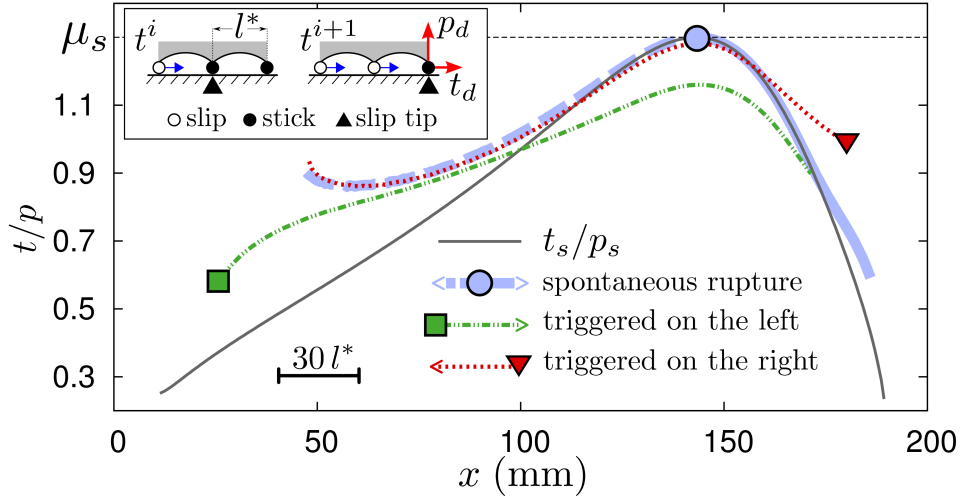 μ_s
t^i
l^*
t^{i+1}
p_d
t_d
slip stick slip tip
1.1
0.9
0.7
0.5
0.3
t/p
t_s/p_s
spontaneous rupture
triggered on the left
triggered on the right
30 l^*
0 50 100 150 200
x (mm)